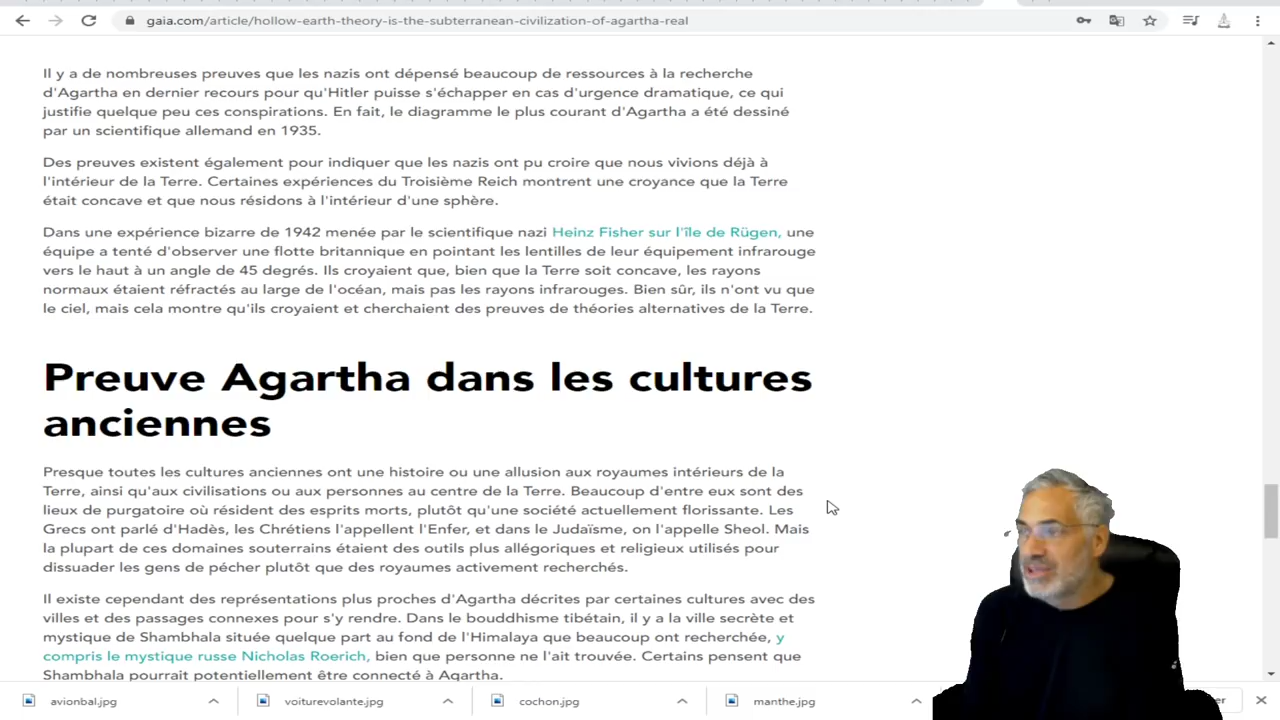 gaia.com/article/hollow-earth-theory-is-the-subterranean-civilization-of-agartha-real
Il y a de nombreuses preuves que les nazis ont dépensé beaucoup de ressources à la recherche
d'Agartha en dernier recours pour qu'Hitler puisse s'échapper en cas d'urgence dramatique, ce qui
justifie quelque peu ces conspirations. En fait, le diagramme le plus courant d'Agartha a été dessiné
par un scientifique allemand en 1935.
Des preuves existent également pour indiquer que les nazis ont pu croire que nous vivions déjà à
l'intérieur de la Terre. Certaines expériences du Troisième Reich montrent une croyance que la Terre
était concave et que nous résidons à l'intérieur d'une sphère.
Dans une expérience bizarre de 1942 menée par le scientifique nazi Heinz Fisher sur l'île de Rügen, une
équipe a tenté d'observer une flotte britannique en pointant les lentilles de leur équipement infrarouge
vers le haut à un angle de 45 degrés. Ils croyaient que, bien que la Terre soit concave, les rayons
normaux étaient réfractés au large de l'océan, mais pas les rayons infrarouges. Bien sûr, ils n'ont vu que
le ciel, mais cela montre qu'ils croyaient et cherchaient des preuves de théories alternatives de la Terre.
Preuve Agartha dans les cultures
anciennes
Presque toutes les cultures anciennes ont une histoire ou une allusion aux royaumes intérieurs de la
Terre, ainsi qu'aux civilisations ou aux personnes au centre de la Terre. Beaucoup d'entre eux sont des
lieux de purgatoire où résident des esprits morts, plutôt qu'une société actuellement florissante. Les
Grecs ont parlé d'Hadès, les Chrétiens l'appellent l'Enfer, et dans le Judaïsme, on l'appelle Sheol. Mais
la plupart de ces domaines souterrains étaient des outils plus allégoriques et religieux utilisés pour
dissuader les gens de pécher plutôt que des royaumes activement recherchés.
Il existe cependant des représentations plus proches d'Agartha décrites par certaines cultures avec des
villes et des passages connexes pour s'y rendre. Dans le bouddhisme tibétain, il y a la ville secrète et
mystique de Shambhala située quelque part au fond de l'Himalaya que beaucoup ont recherchée, y
compris le mystique russe Nicholas Roerich, bien que personne ne l'ait trouvée. Certains pensent que
Shambhala pourrait potentiellement être connecté à Agartha.
avionbal.jpg voiturevolante.jpg cochon.jpg manthe.jpg